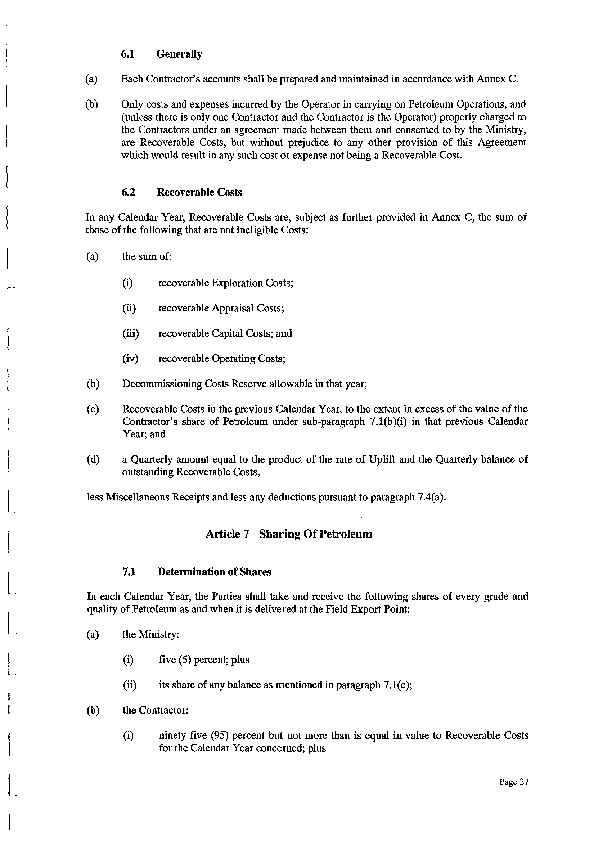 6.1 Generally
(a) Each Contractor's accounts shall be prepared and maintained in accordance with Annex C.
(b) Only costs and expenses incurred by the Operator in carrying on Petroleum Operations, and
(unless there is only one Contractor and the Contractor is the Operator) properly charged to
the Contractors under an agreement made between them and consented to by the Ministry,
are Recoverable Costs, but without prejudice to any other provision of this Agreement
which would result in any such cost or expense not being a Recoverable Cost.
6.2 Recoverable Costs
In any Calendar Year, Recoverable Costs are, subject as further provided in Annex C, the sum of
those of the following that are not ineligible Costs:
(a) the sum of:
(i) recoverable Exploration Costs;
(ii) recoverable Appraisal Costs;
(iii) recoverable Capital Costs; and
(iv) recoverable Operating Costs;
(b) Decommissioning Costs Reserve allowable in that year;
(c) Recoverable Costs in the previous Calendar Year, to the extent in excess of the value of the
Contractor's share of Petroleum under sub-paragraph 7.1(b)(i) in that previous Calendar
Year; and
(d) a Quarterly amount equal to the product of the rate of Uplift and the Quarterly balance of
outstanding Recoverable Costs,
less Miscellaneous Receipts and less any deductions pursuant to paragraph 7.4(a).
Article 7 Sharing Of Petroleum
7.1 Determination of Shares
In each Calendar Year, the Parties shall take and receive the following shares of every grade and
quality of Petroleum as and when it is delivered at the Field Export Point:
(a) the Ministry:
(i) five (5) percent; plus
(ii) its share of any balance as mentioned in paragraph 7.1(c);
(b) the Contractor:
(i) ninety five (95) percent but not more than is equal in value to Recoverable Costs
for the Calendar Year concerned; plus
Page 37